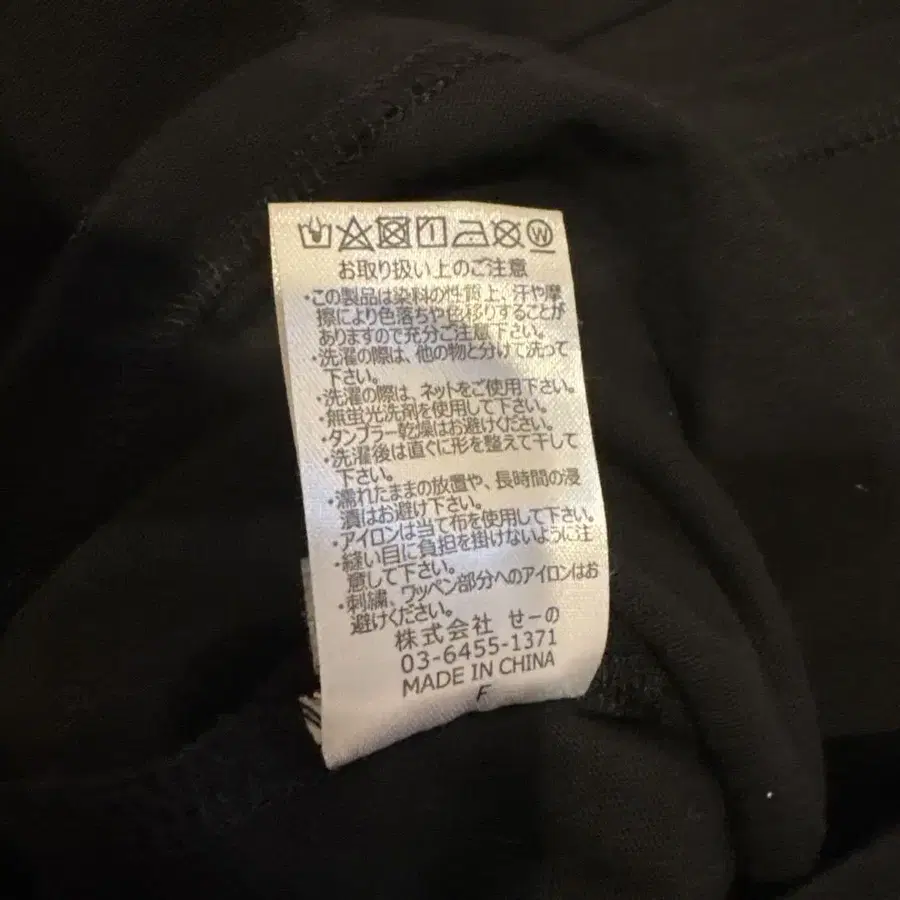 お取り扱い上のご注意
・この製品は染料の性質上、汗や摩
擦により色落ちや色移りすることが
ありますので充分ご注意下さい。
・洗濯の際は、他の物と分けて洗って
下さい。
・洗濯の際は、ネットをご使用下さい。
・無蛍光洗剤を使用して下さい。
・タンブラー乾燥はお避けください。
・洗濯後は直ぐに形を整えて干して
下さい。
・濡れたままの放置や、長時間の浸
漬はお避け下さい。
・アイロンは当て布を使用して下さい。
・縫い目に負担を掛けないように注
意して下さい。
・刺繍、ワッペン部分へのアイロンはお
避けください。
株式会社 せーの
03-6455-1371
MADE IN CHINA
F